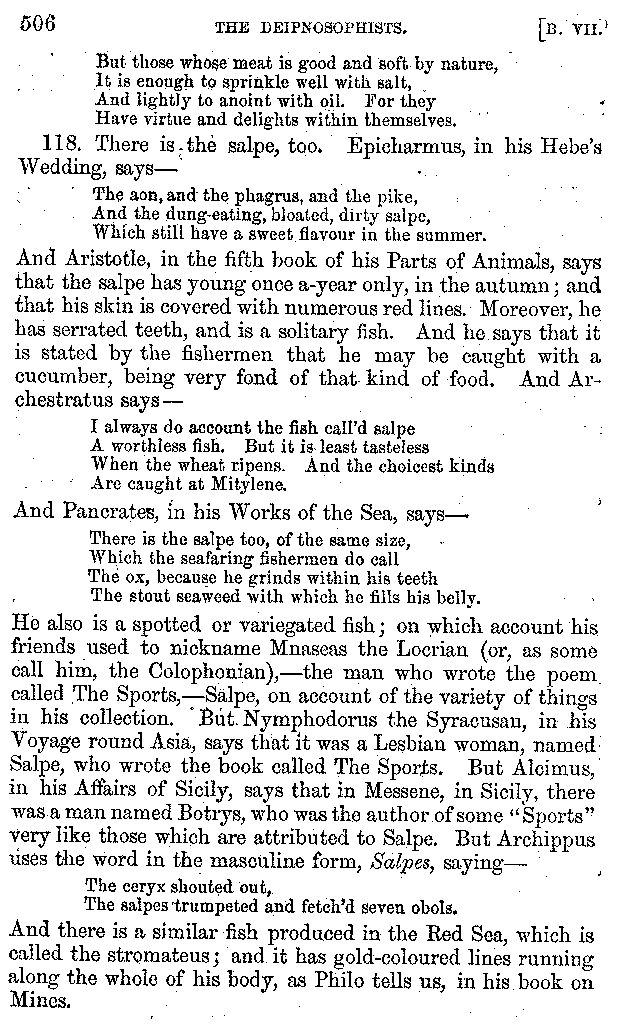 506 THE DEIPNOSOPHISTS. [B. VII.
But those whose meat is good and soft by nature,
It is enough to sprinkle well with salt,
And lightly to anoint with oil. For they
Have virtue and delights within themselves.
118. There is the salpe, too. Epicharmus, in his Hebe's
Wedding, says—
The aon, and the phagrus, and the pike,
And the dung-eating, bloated, dirty salpe,
Which still have a sweet flavour in the summer.
And Aristotle, in the fifth book of his Parts of Animals, says
that the salpe has young once a-year only, in the autumn; and
that his skin is covered with numerous red lines. Moreover, he
has serrated teeth, and is a solitary fish. And he says that it
is stated by the fishermen that he may be caught with a
cucumber, being very fond of that kind of food. And Ar-
chestratus says—
I always do account the fish call'd salpe
A worthless fish. But it is least tasteless
When the wheat ripens. And the choicest kinds
Are caught at Mitylene.
And Pancrates, in his Works of the Sea, says—
There is the salpe too, of the same size,
Which the seafaring fishermen do call
The ox, because he grinds within his teeth
The stout seaweed with which he fills his belly.
He also is a spotted or variegated fish; on which account his
friends used to nickname Mnaseas the Locrian (or, as some
call him, the Colophonian),—the man who wrote the poem
called The Sports,—Salpe, on account of the variety of things
in his collection. But Nymphodorus the Syracusan, in his
Voyage round Asia, says that it was a Lesbian woman, named
Salpe, who wrote the book called The Sports. But Alcimus,
in his Affairs of Sicily, says that in Messene, in Sicily, there
was a man named Botrys, who was the author of some "Sports"
very like those which are attributed to Salpe. But Archippus
uses the word in the masculine form, Salpes, saying—
The ceryx shouted out,
The salpes trumpeted and fetch'd seven obols.
And there is a similar fish produced in the Red Sea, which is
called the stromateus; and it has gold-coloured lines running
along the whole of his body, as Philo tells us, in his book on
Mines.